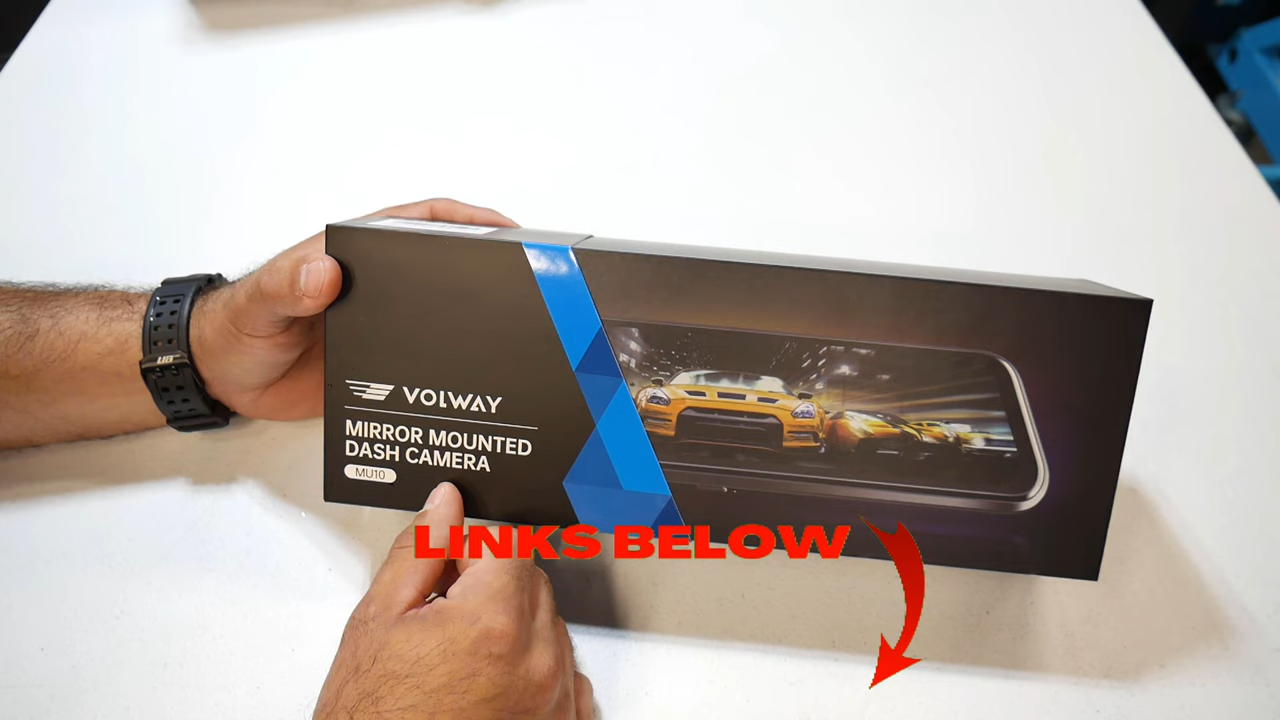 VOLWAY
MIRROR MOUNTED
DASH CAMERA
MU10
LINKS BELOW